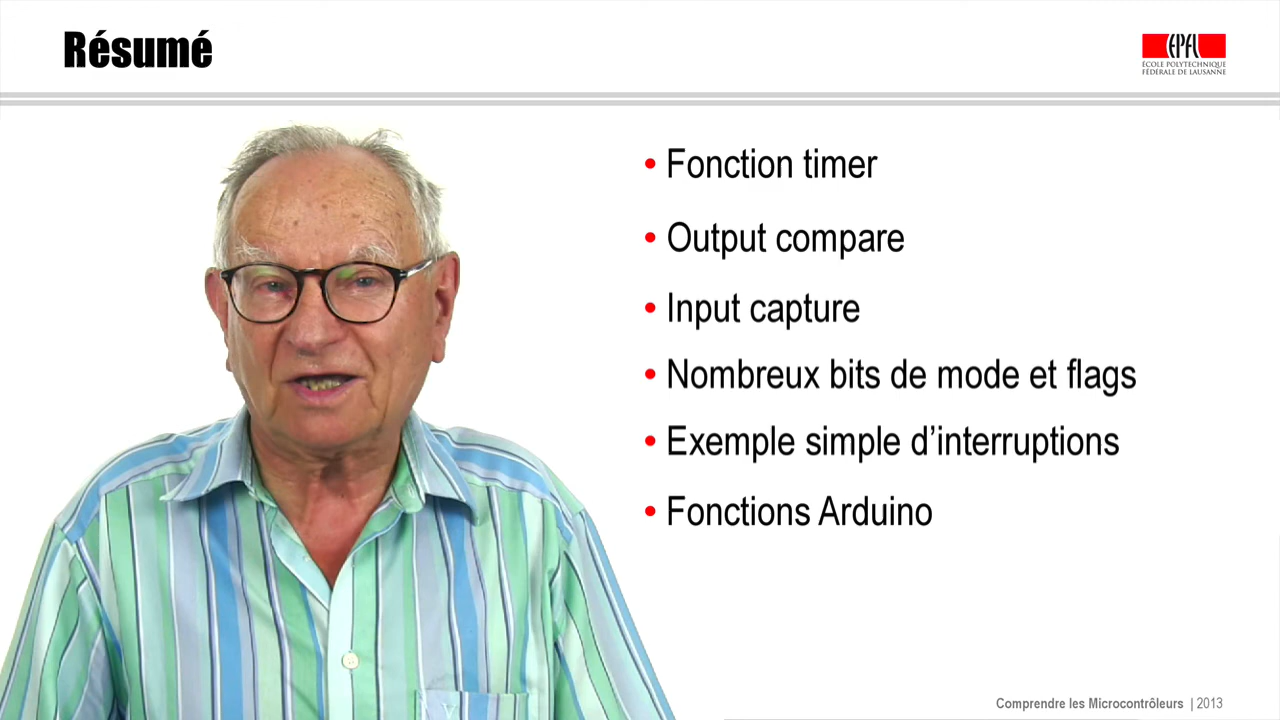 Résumé
EPFL
ÉCOLE POLYTECHNIQUE
FÉDÉRALE DE LAUSANNE
• Fonction timer
• Output compare
• Input capture
• Nombreux bits de mode et flags
• Exemple simple d’interruptions
• Fonctions Arduino
Comprendre les Microcontrôleurs | 2013